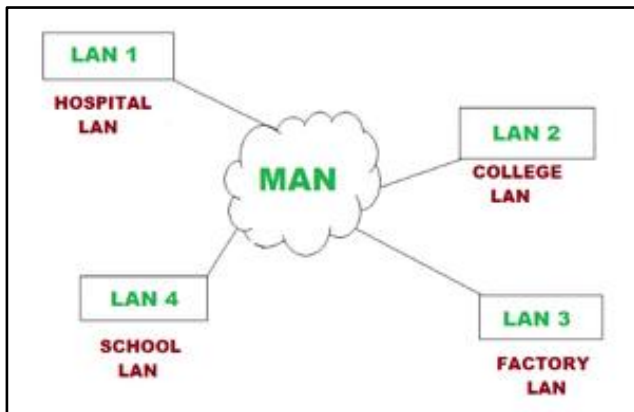 LAN 1
HOSPITAL
LAN
MAN
LAN 2
COLLEGE
LAN
LAN 4
SCHOOL
LAN
LAN 3
FACTORY
LAN